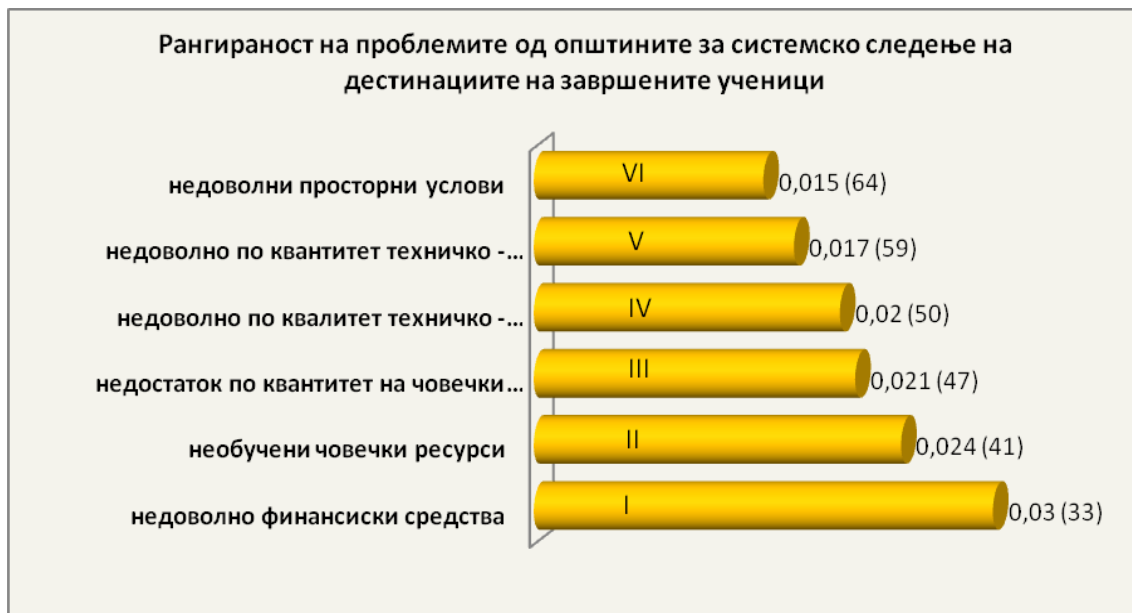 Рангираност на проблемите од општините за системско следење на
дестинациите на завршените ученици
недоволни просторни услови VI 0,015 (64)
недоволно по квантитет техничко -... V 0,017 (59)
недоволно по квалитет техничко -... IV 0,02 (50)
недостаток по квантитет на човечки... III 0,021 (47)
необучени човечки ресурси II 0,024 (41)
недоволно финансиски средства I 0,03 (33)